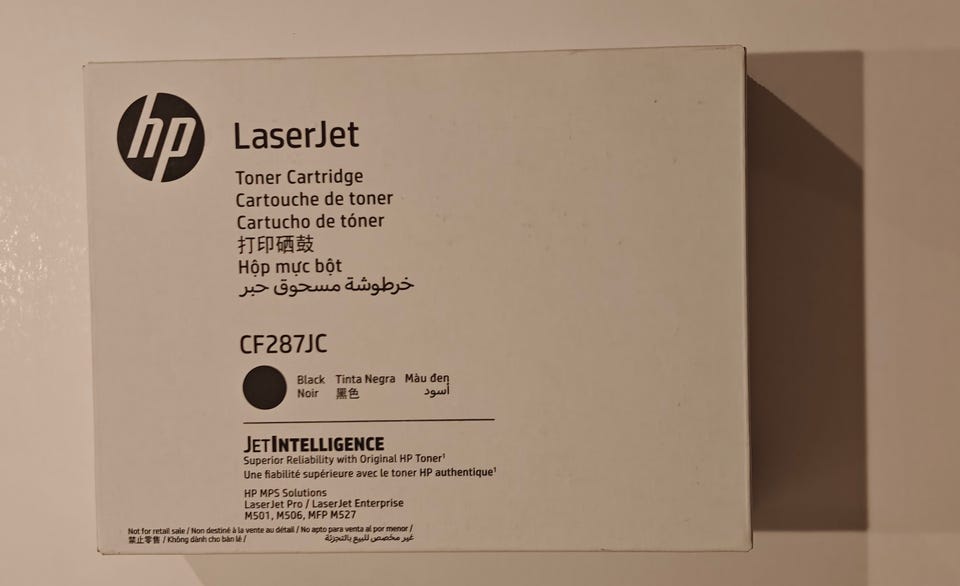 hp LaserJet
Toner Cartridge
Cartouche de toner
Cartucho de tóner
打印硒鼓
Hộp mực bột
خرطوشة مسحوق حبر
CF287JC
Black Tinta Negra Màu đen
Noir 黑色 أسود
JETINTELLIGENCE
Superior Reliability with Original HP Toner¹
Une fiabilité supérieure avec le toner HP authentique¹
HP MPS Solutions
LaserJet Pro / LaserJet Enterprise
M501, M506, MFP M527
Not for retail sale / Non destiné à la vente au détail / No apto para venta al por menor /
禁止零售 / Không dành cho bán lẻ / غير مخصص للبيع بالتجزئة